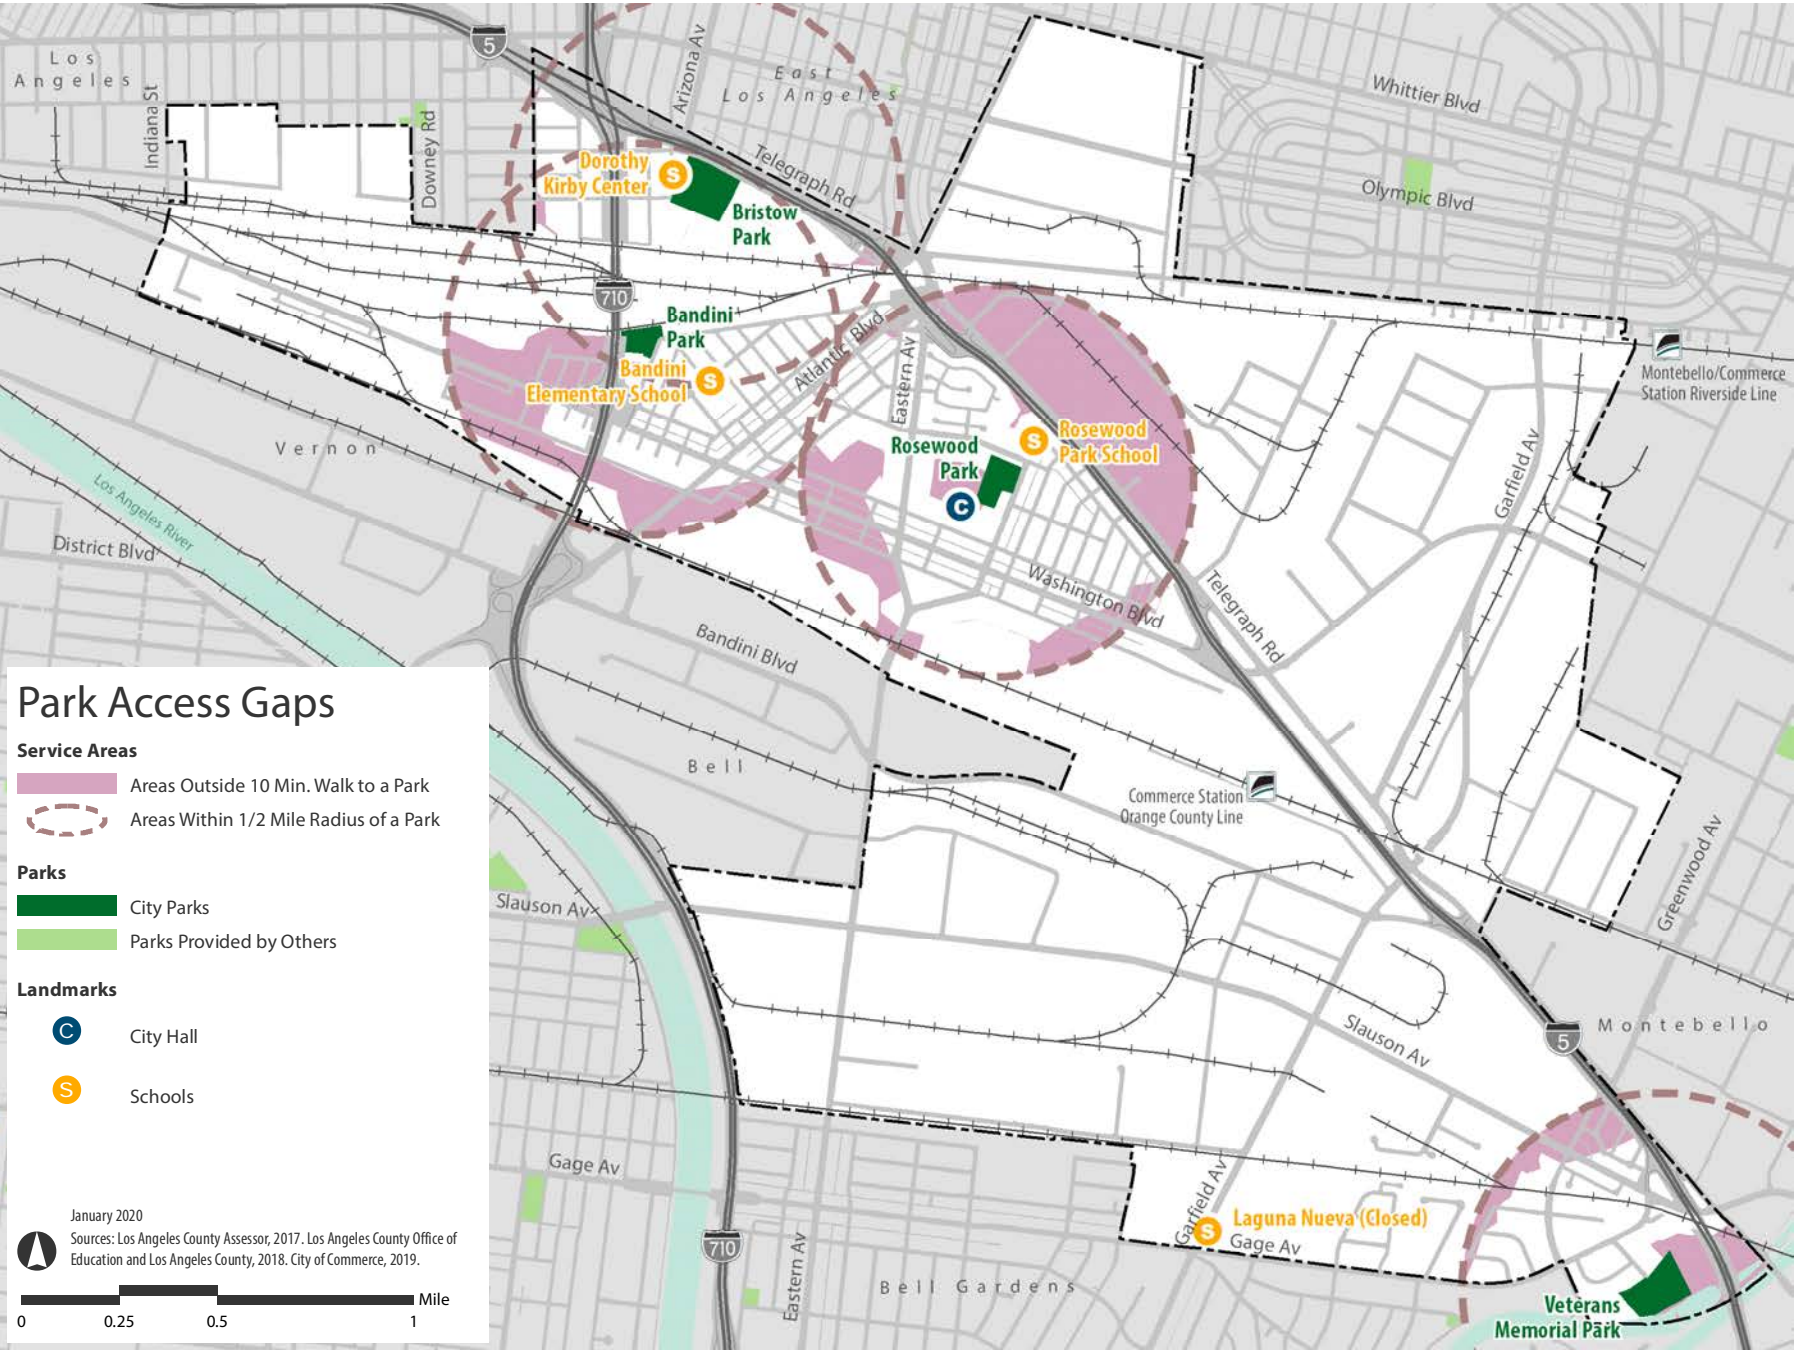 5
Los
Angeles
Indiana St
Downey Rd
Arizona Av
East
Los Angeles
Whittier Blvd
Telegraph Rd
Olympic Blvd
Dorothy
Kirby Center
S
Bristow
Park
710
Bandini
Park
Bandini
Elementary School
S
Atlantic Blvd
Eastern Av
Montebello/Commerce
Station Riverside Line
Rosewood
Park
C
S
Rosewood
Park School
Garfield Av
Vernon
Los Angeles River
District Blvd
Washington Blvd
Telegraph Rd
Bandini Blvd
Bell
Commerce Station
Orange County Line
Greenwood Av
Slauson Av
Slauson Av
5
Montebello
Gage Av
710
Eastern Av
Garfield Av
S
Laguna Nueva (Closed)
Gage Av
Bell Gardens
Veterans
Memorial Park
Park Access Gaps
Service Areas
Areas Outside 10 Min. Walk to a Park
Areas Within 1/2 Mile Radius of a Park
Parks
City Parks
Parks Provided by Others
Landmarks
C
City Hall
S
Schools
January 2020
Sources: Los Angeles County Assessor, 2017. Los Angeles County Office of
Education and Los Angeles County, 2018. City of Commerce, 2019.
Mile
0 0.25 0.5 1